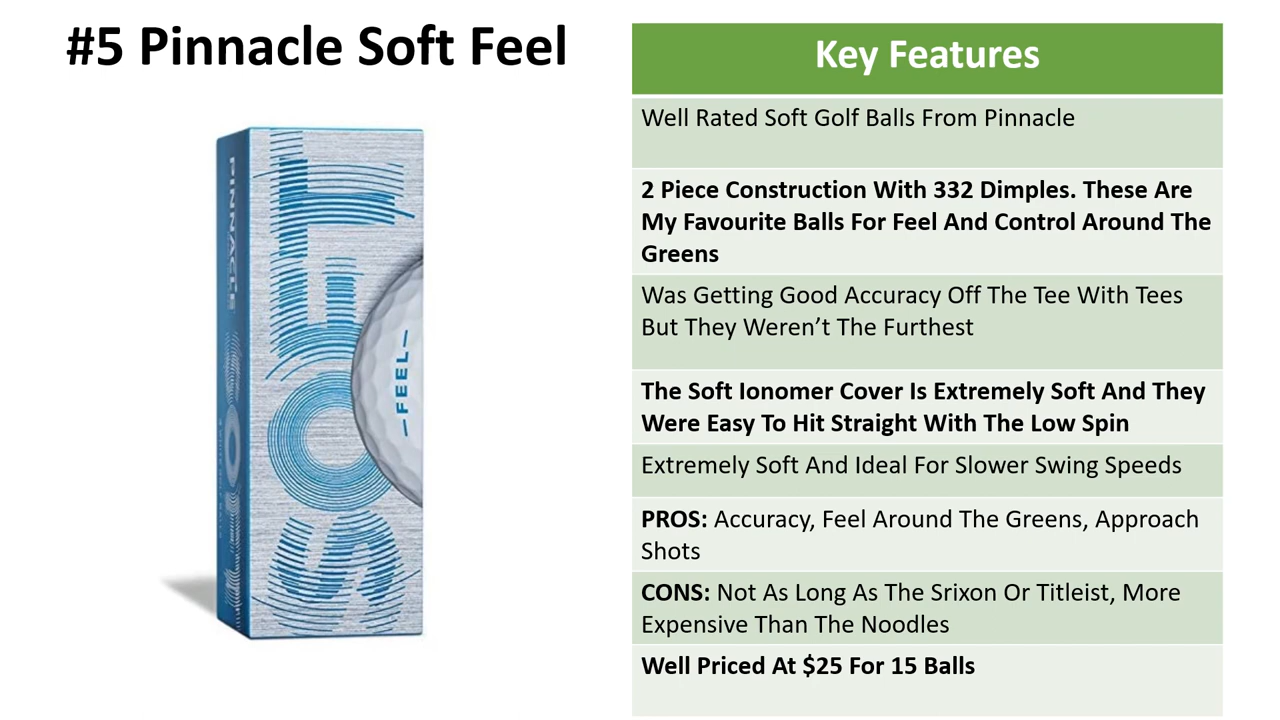 #5 Pinnacle Soft Feel
PINNACLE
SOFT
—FEEL—
Key Features
Well Rated Soft Golf Balls From Pinnacle
2 Piece Construction With 332 Dimples. These Are
My Favourite Balls For Feel And Control Around The
Greens
Was Getting Good Accuracy Off The Tee With Tees
But They Weren’t The Furthest
The Soft Ionomer Cover Is Extremely Soft And They
Were Easy To Hit Straight With The Low Spin
Extremely Soft And Ideal For Slower Swing Speeds
PROS: Accuracy, Feel Around The Greens, Approach
Shots
CONS: Not As Long As The Srixon Or Titleist, More
Expensive Than The Noodles
Well Priced At $25 For 15 Balls